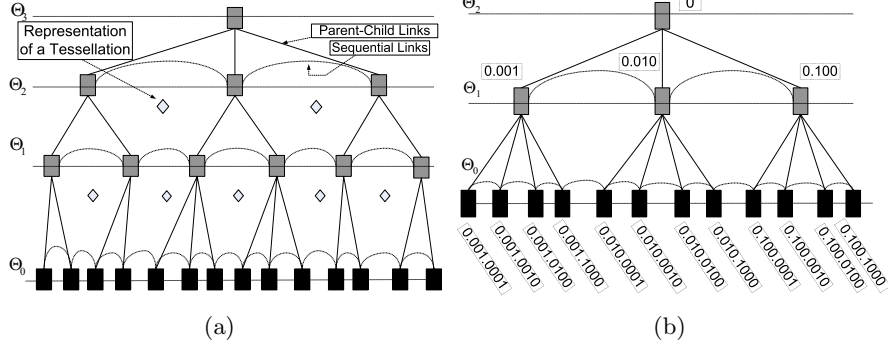 Θ3
Representation
of a Tessellation
Parent-Child Links
Sequential Links
Θ2
Θ1
Θ0
(a)
Θ2
0
0.001
0.010
0.100
Θ1
Θ0
0.001.0001
0.001.0010
0.001.0100
0.001.1000
0.010.0001
0.010.0010
0.010.0100
0.010.1000
0.100.0001
0.100.0010
0.100.0100
0.100.1000
(b)